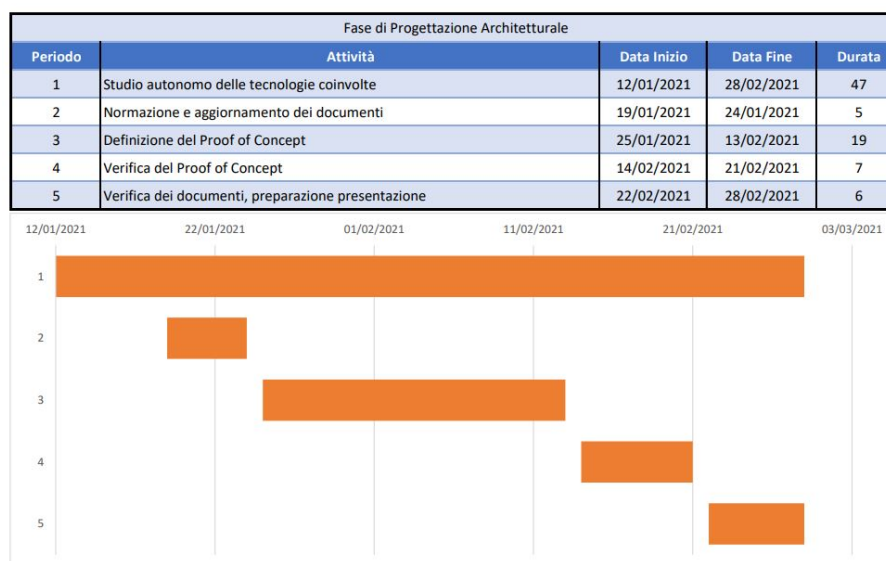 Fase di Progettazione Architetturale
Periodo Attività Data Inizio Data Fine Durata
1 Studio autonomo delle tecnologie coinvolte 12/01/2021 28/02/2021 47
2 Normazione e aggiornamento dei documenti 19/01/2021 24/01/2021 5
3 Definizione del Proof of Concept 25/01/2021 13/02/2021 19
4 Verifica del Proof of Concept 14/02/2021 21/02/2021 7
5 Verifica dei documenti, preparazione presentazione 22/02/2021 28/02/2021 6
12/01/2021 22/01/2021 01/02/2021 11/02/2021 21/02/2021 03/03/2021
1
2
3
4
5